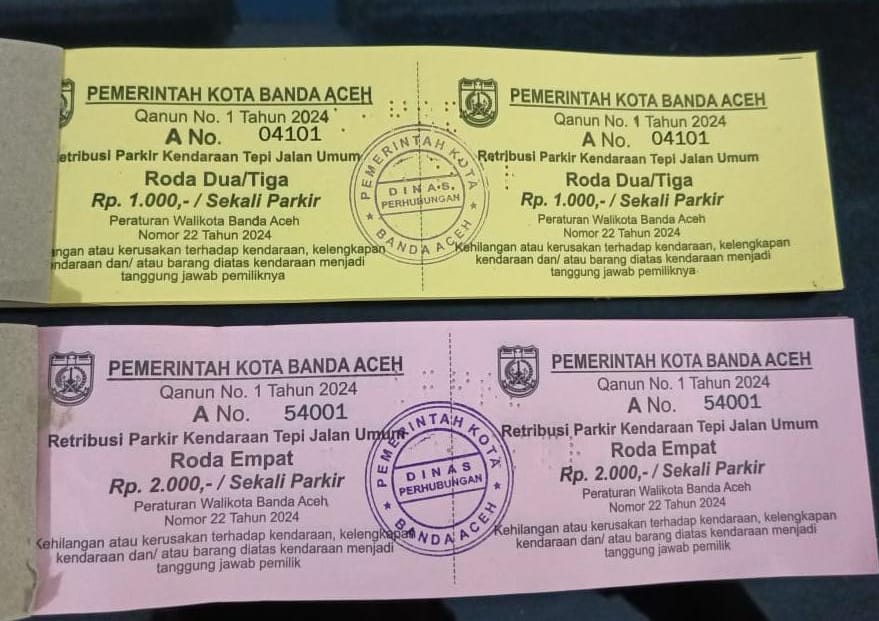 PEMERINTAH KOTA BANDA ACEH
Qanun No. 1 Tahun 2024
A No. 04101
etribusi Parkir Kendaraan Tepi Jalan Umum
Roda Dua/Tiga
Rp. 1.000,- / Sekali Parkir
Peraturan Walikota Banda Aceh
Nomor 22 Tahun 2024
angan atau kerusakan terhadap kendaraan, kelengkapan
ndaraan dan/ atau barang diatas kendaraan menjadi
tanggung jawab pemiliknya
PEMERINTAH KOTA
DINAS
PERHUBUNGAN
BANDA ACEH
PEMERINTAH KOTA BANDA ACEH
Qanun No. 1 Tahun 2024
A No. 04101
Retribusi Parkir Kendaraan Tepi Jalan Umum
Roda Dua/Tiga
Rp. 1.000,- / Sekali Parkir
Peraturan Walikota Banda Aceh
Nomor 22 Tahun 2024
Kehilangan atau kerusakan terhadap kendaraan, kelengkapan
kendaraan dan/ atau barang diatas kendaraan menjadi
tanggung jawab pemiliknya
PEMERINTAH KOTA BANDA ACEH
Qanun No. 1 Tahun 2024
A No. 54001
Retribusi Parkir Kendaraan Tepi Jalan Umum
Roda Empat
Rp. 2.000,- / Sekali Parkir
Peraturan Walikota Banda Aceh
Nomor 22 Tahun 2024
Kehilangan atau kerusakan terhadap kendaraan, kelengkapan
kendaraan dan/ atau barang diatas kendaraan menjadi
tanggung jawab pemilik
PEMERINTAH KOTA
DINAS
PERHUBUNGAN
BANDA ACEH
PEMERINTAH KOTA BANDA ACEH
Qanun No. 1 Tahun 2024
A No. 54001
Retribusi Parkir Kendaraan Tepi Jalan Umum
Roda Empat
Rp. 2.000,- / Sekali Parkir
Peraturan Walikota Banda Aceh
Nomor 22 Tahun 2024
Kehilangan atau kerusakan terhadap kendaraan, kelengkapan
kendaraan dan/ atau barang diatas kendaraan menjadi
tanggung jawab pemilik